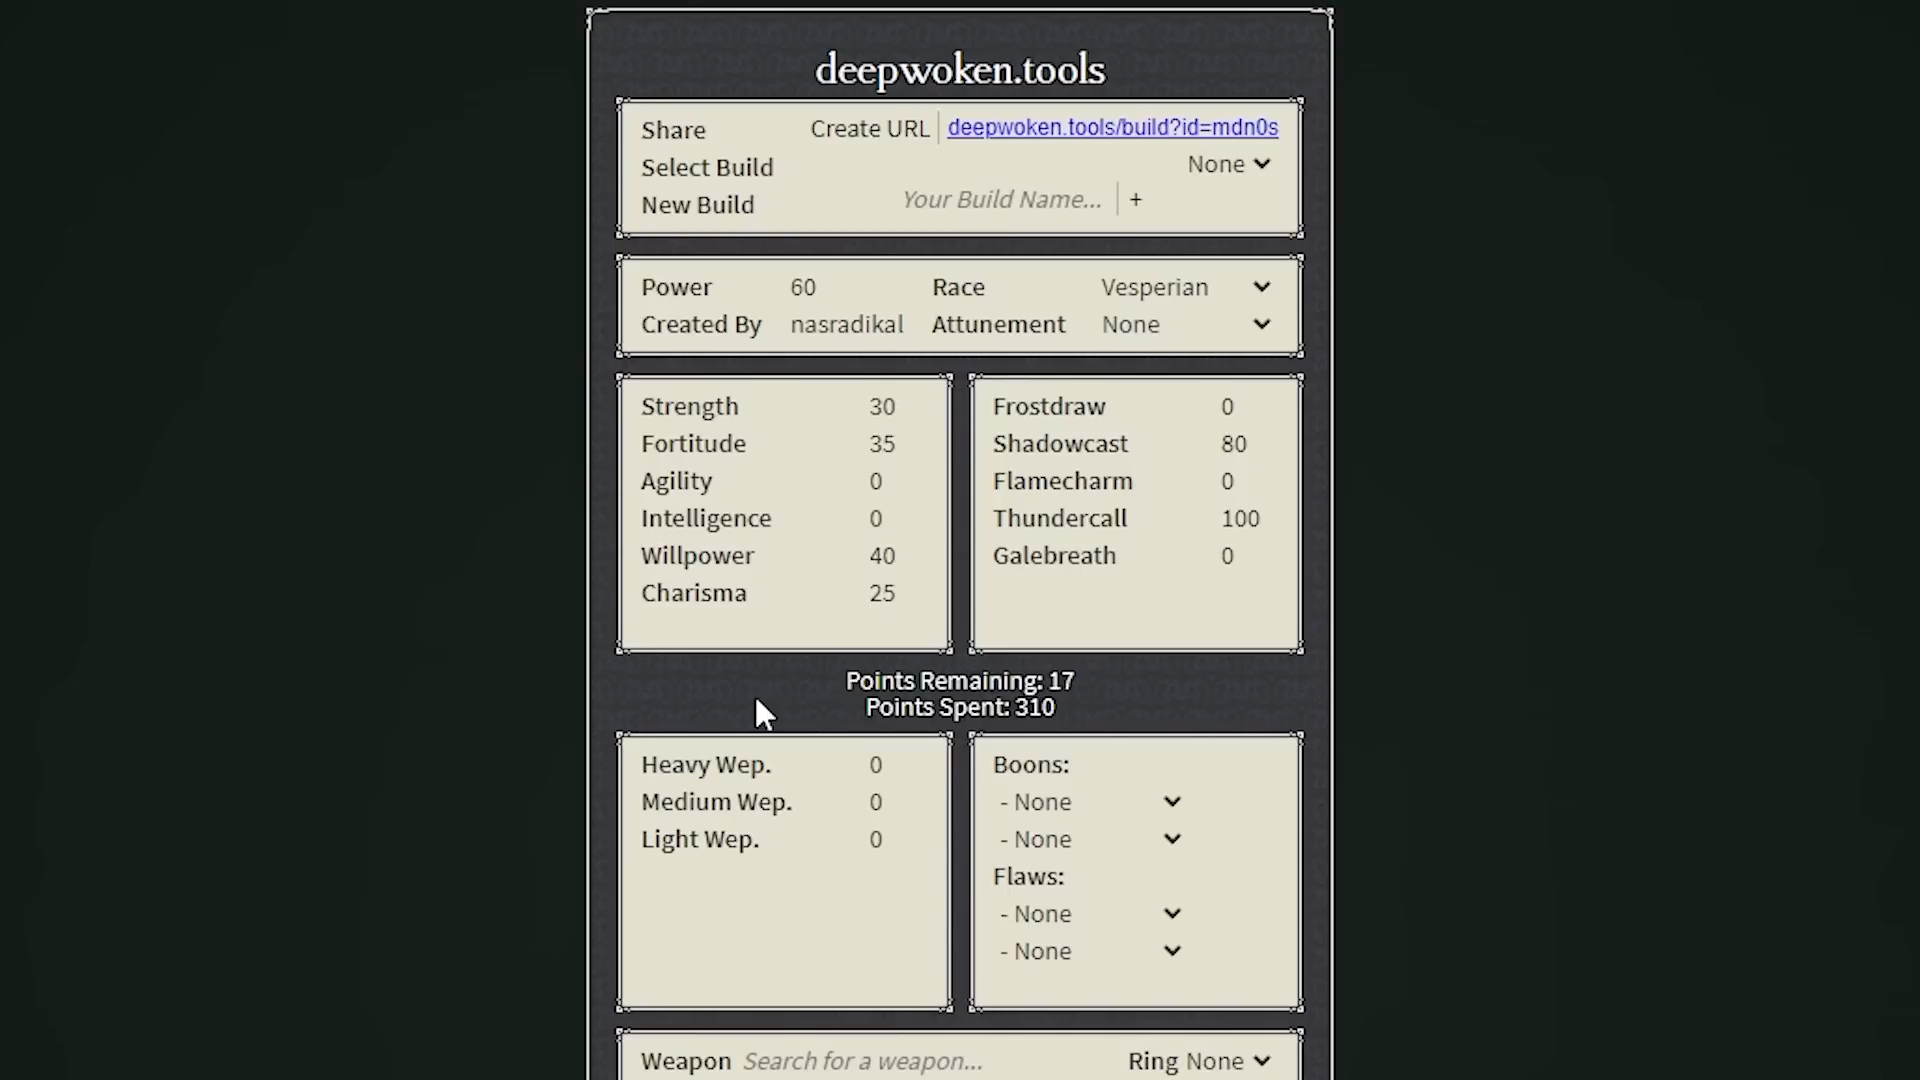 deepwoken.tools
Share Create URL deepwoken.tools/build?id=mdn0s
Select Build None
New Build Your Build Name... +
Power 60 Race Vesperian
Created By nasradikal Attunement None
Strength 30
Fortitude 35
Agility 0
Intelligence 0
Willpower 40
Charisma 25
Frostdraw 0
Shadowcast 80
Flamecharm 0
Thundercall 100
Galebreath 0
Points Remaining: 17
Points Spent: 310
Heavy Wep. 0
Medium Wep. 0
Light Wep. 0
Boons:
- None
- None
Flaws:
- None
- None
Weapon Search for a weapon... Ring None